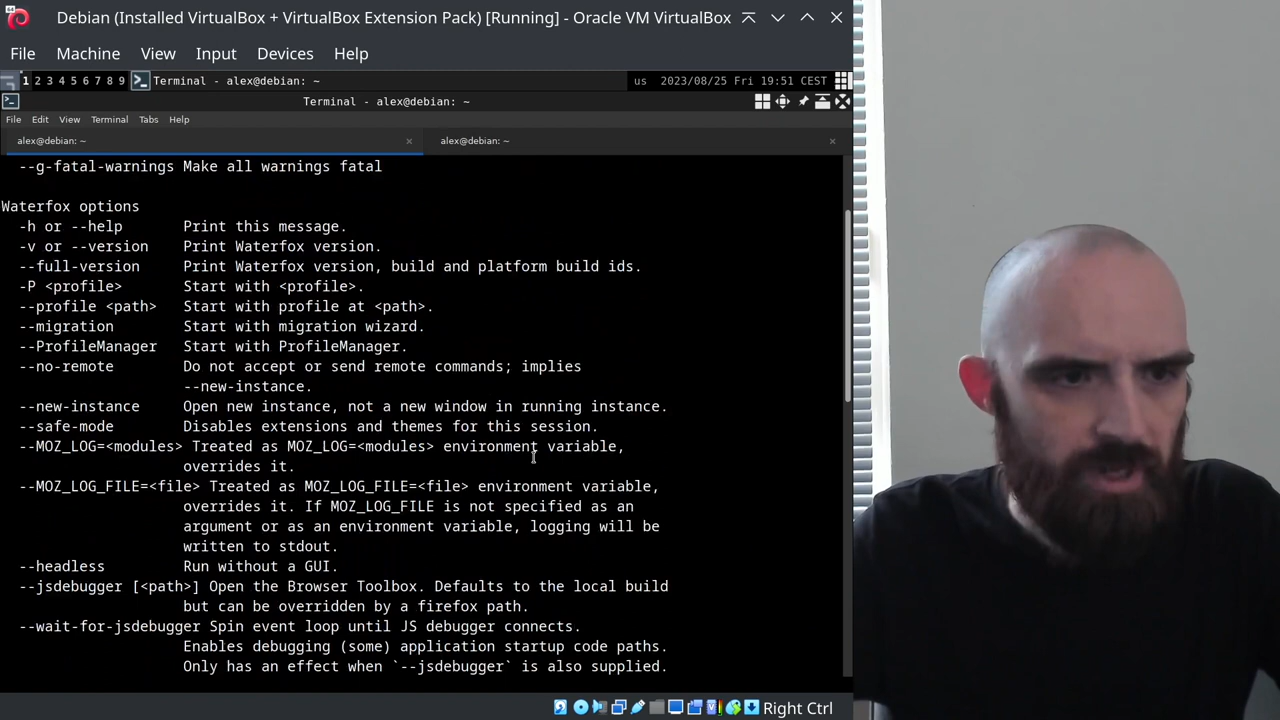 Debian (Installed VirtualBox + VirtualBox Extension Pack) [Running] - Oracle VM VirtualBox
File Machine View Input Devices Help
1 2 3 4 5 6 7 8 9 Terminal - alex@debian: ~ us 2023/08/25 Fri 19:51 CEST
Terminal - alex@debian: ~
File Edit View Terminal Tabs Help
alex@debian: ~ alex@debian: ~
--g-fatal-warnings Make all warnings fatal
Waterfox options
-h or --help Print this message.
-v or --version Print Waterfox version.
--full-version Print Waterfox version, build and platform build ids.
-P <profile> Start with <profile>.
--profile <path> Start with profile at <path>.
--migration Start with migration wizard.
--ProfileManager Start with ProfileManager.
--no-remote Do not accept or send remote commands; implies
--new-instance.
--new-instance Open new instance, not a new window in running instance.
--safe-mode Disables extensions and themes for this session.
--MOZ_LOG=<modules> Treated as MOZ_LOG=<modules> environment variable,
overrides it.
--MOZ_LOG_FILE=<file> Treated as MOZ_LOG_FILE=<file> environment variable,
overrides it. If MOZ_LOG_FILE is not specified as an
argument or as an environment variable, logging will be
written to stdout.
--headless Run without a GUI.
--jsdebugger [<path>] Open the Browser Toolbox. Defaults to the local build
but can be overridden by a firefox path.
--wait-for-jsdebugger Spin event loop until JS debugger connects.
Enables debugging (some) application startup code paths.
Only has an effect when `--jsdebugger` is also supplied.
Right Ctrl